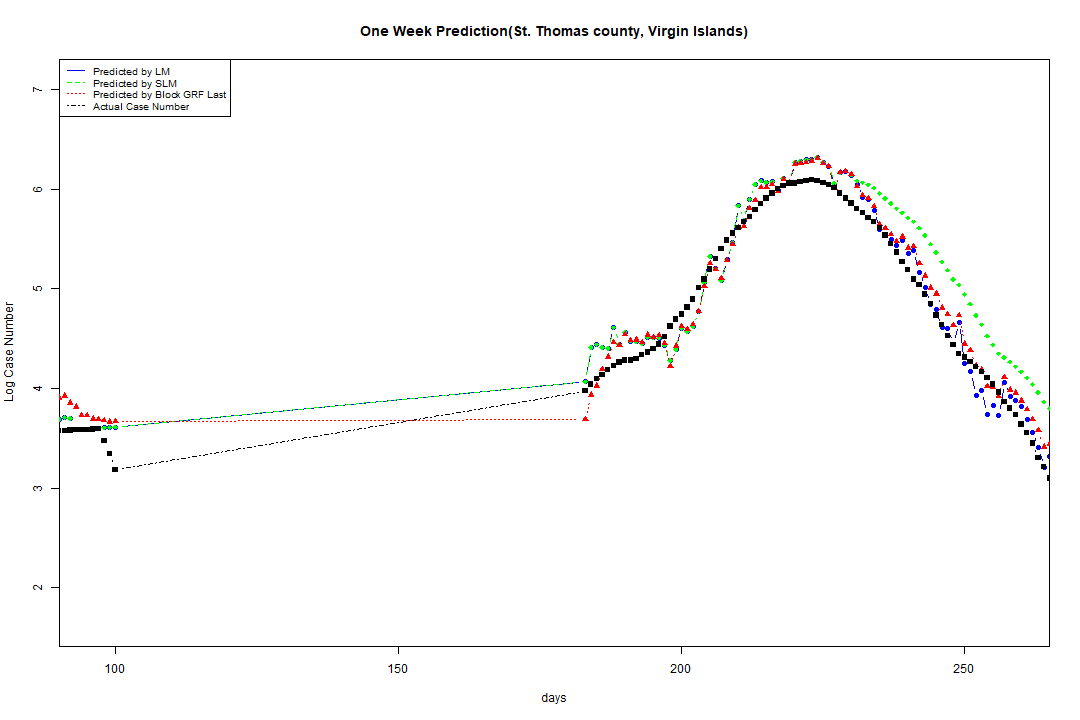 One Week Prediction(St. Thomas county, Virgin Islands)
Predicted by LM
Predicted by SLM
Predicted by Block GRF Last
Actual Case Number
7
6
5
4
3
2
Log Case Number
100 150 200 250
days